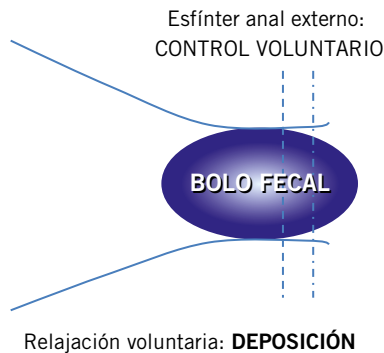 Esfínter anal externo:
CONTROL VOLUNTARIO
BOLO FECAL
Relajación voluntaria: DEPOSICIÓN